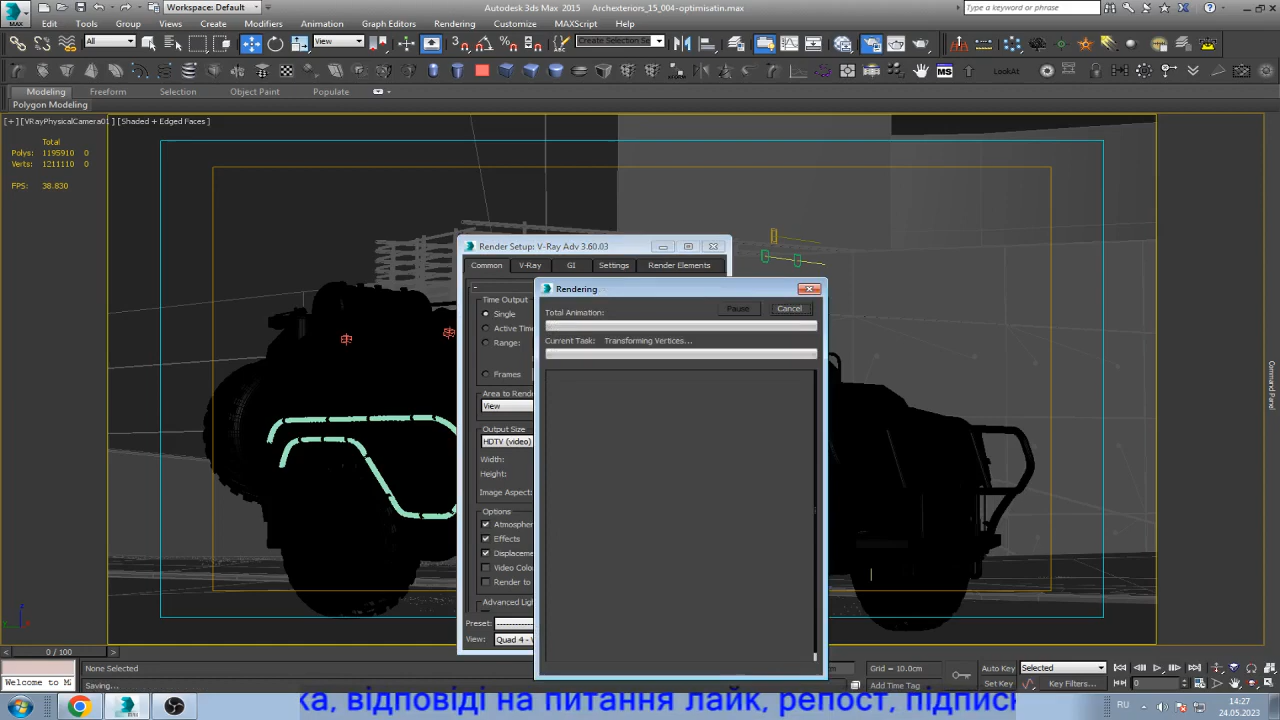 Workspace: Default
Autodesk 3ds Max 2015
Archexteriors_15_004-optimisatin.max
Type a keyword or phrase
MAX
Edit
Tools
Group
Views
Create
Modifiers
Animation
Graph Editors
Rendering
Customize
MAXScript
Help
All
View
Create Selection Se
MS
LookAt
Modeling
Freeform
Selection
Object Paint
Populate
Polygon Modeling
[+][VRayPhysicalCamera01][Shaded + Edged Faces]
Total
Polys: 1195910 0
Verts: 1211110 0
FPS: 38.830
Render Setup: V-Ray Adv 3.60.03
Common
V-Ray
GI
Settings
Render Elements
Time Output
Single
Active Time
Range:
Frames
Area to Render
View
Output Size
HDTV (video)
Width:
Height:
Image Aspect:
Options
Atmospher
Effects
Displaceme
Video Colo
Render to
Advanced Ligh
Preset:
View:
Quad 4 - V
Rendering
Total Animation:
Pause
Cancel
Current Task: Transforming Vertices...
Command Panel
0 / 100
None Selected
Grid = 10.0cm
Auto Key
Selected
Welcome to M
Saving...
Add Time Tag
Set Key
Key Filters...
0
ка, відповіді на питання лайк, репост, підписк
RU
14:27
24.05.2023